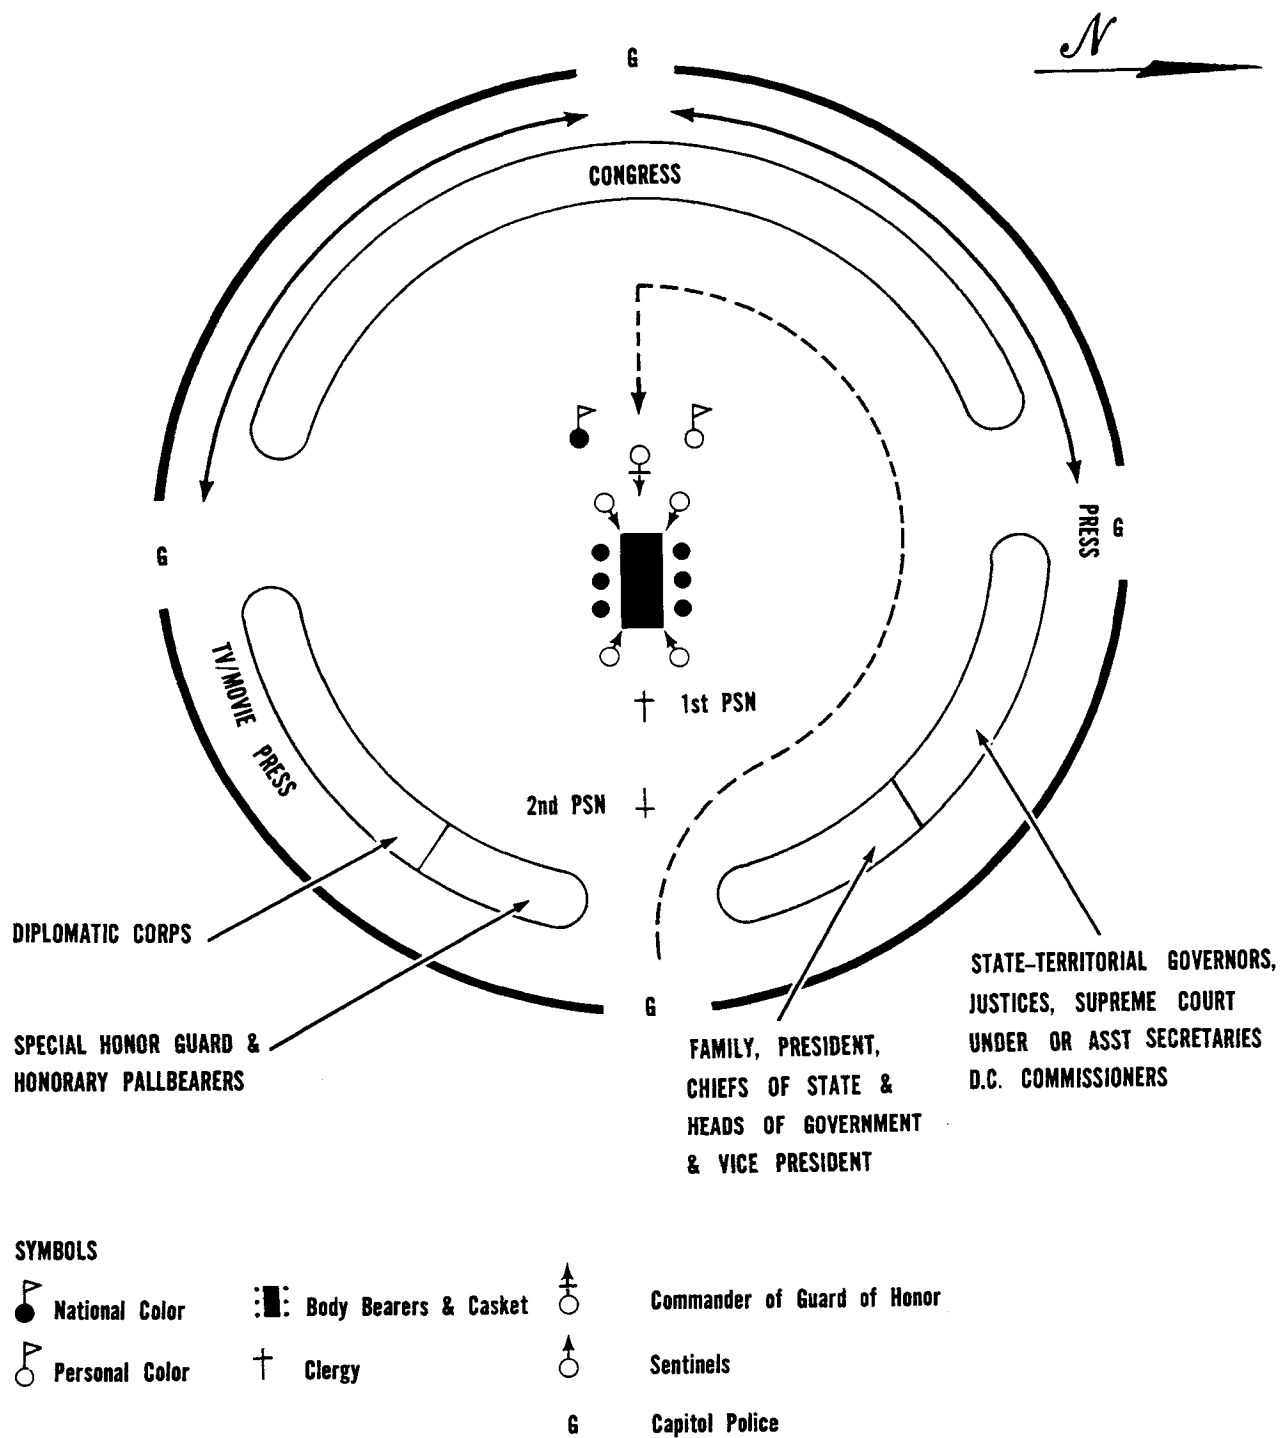 N
G
CONGRESS
PRESS
G
G
TV/MOVIE PRESS
1st PSN
2nd PSN
DIPLOMATIC CORPS
G
SPECIAL HONOR GUARD &
HONORARY PALLBEARERS
FAMILY, PRESIDENT,
CHIEFS OF STATE &
HEADS OF GOVERNMENT
& VICE PRESIDENT
STATE-TERRITORIAL GOVERNORS,
JUSTICES, SUPREME COURT
UNDER OR ASST SECRETARIES
D.C. COMMISSIONERS
SYMBOLS
National Color
Body Bearers & Casket
Commander of Guard of Honor
Personal Color
Clergy
Sentinels
G Capitol Police